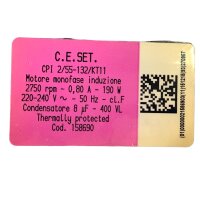 C.E.SET.
CPI 2/55-132/KT11
Motore monofase induzione
2750 rpm - 0,80 A - 190 W
220-240 V ~ - 50 Hz - cl.F
Condensatore 8 µF - 400 VL
Thermally protected
Cod. 158690